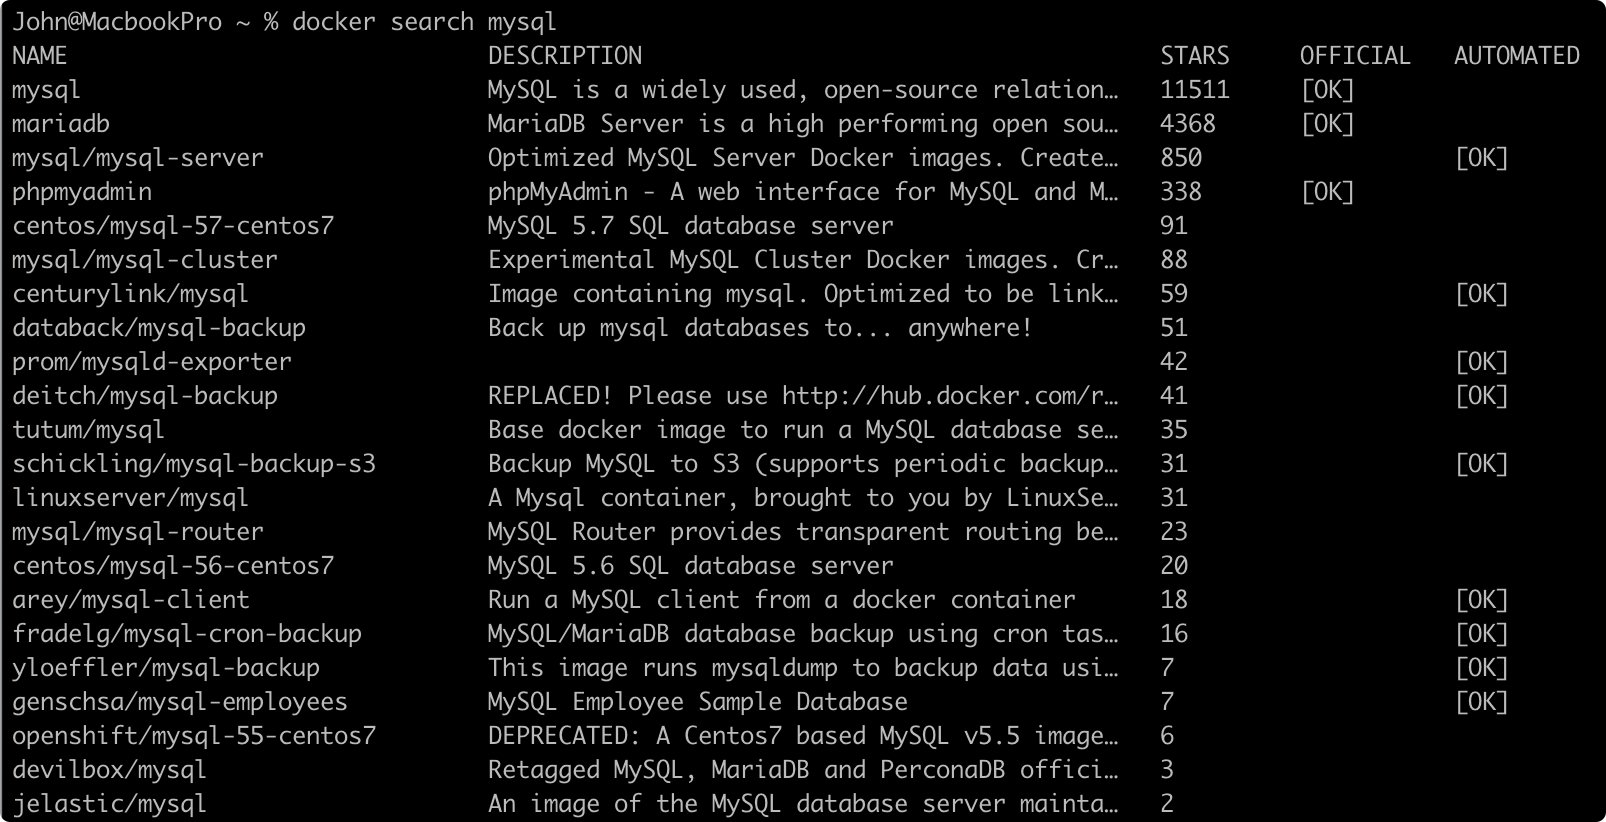 John@MacbookPro ~ % docker search mysql
NAME DESCRIPTION STARS OFFICIAL AUTOMATED
mysql MySQL is a widely used, open-source relation… 11511 [OK]
mariadb MariaDB Server is a high performing open sou… 4368 [OK]
mysql/mysql-server Optimized MySQL Server Docker images. Create… 850 [OK]
phpmyadmin phpMyAdmin - A web interface for MySQL and M… 338 [OK]
centos/mysql-57-centos7 MySQL 5.7 SQL database server 91
mysql/mysql-cluster Experimental MySQL Cluster Docker images. Cr… 88
centurylink/mysql Image containing mysql. Optimized to be link… 59 [OK]
databack/mysql-backup Back up mysql databases to... anywhere! 51
prom/mysqld-exporter 42 [OK]
deitch/mysql-backup REPLACED! Please use http://hub.docker.com/r… 41 [OK]
tutum/mysql Base docker image to run a MySQL database se… 35
schickling/mysql-backup-s3 Backup MySQL to S3 (supports periodic backup… 31 [OK]
linuxserver/mysql A Mysql container, brought to you by LinuxSe… 31
mysql/mysql-router MySQL Router provides transparent routing be… 23
centos/mysql-56-centos7 MySQL 5.6 SQL database server 20
arey/mysql-client Run a MySQL client from a docker container 18 [OK]
fradelg/mysql-cron-backup MySQL/MariaDB database backup using cron tas… 16 [OK]
yloeffler/mysql-backup This image runs mysqldump to backup data usi… 7 [OK]
genschsa/mysql-employees MySQL Employee Sample Database 7 [OK]
openshift/mysql-55-centos7 DEPRECATED: A Centos7 based MySQL v5.5 image… 6
devilbox/mysql Retagged MySQL, MariaDB and PerconaDB offici… 3
jelastic/mysql An image of the MySQL database server mainta… 2